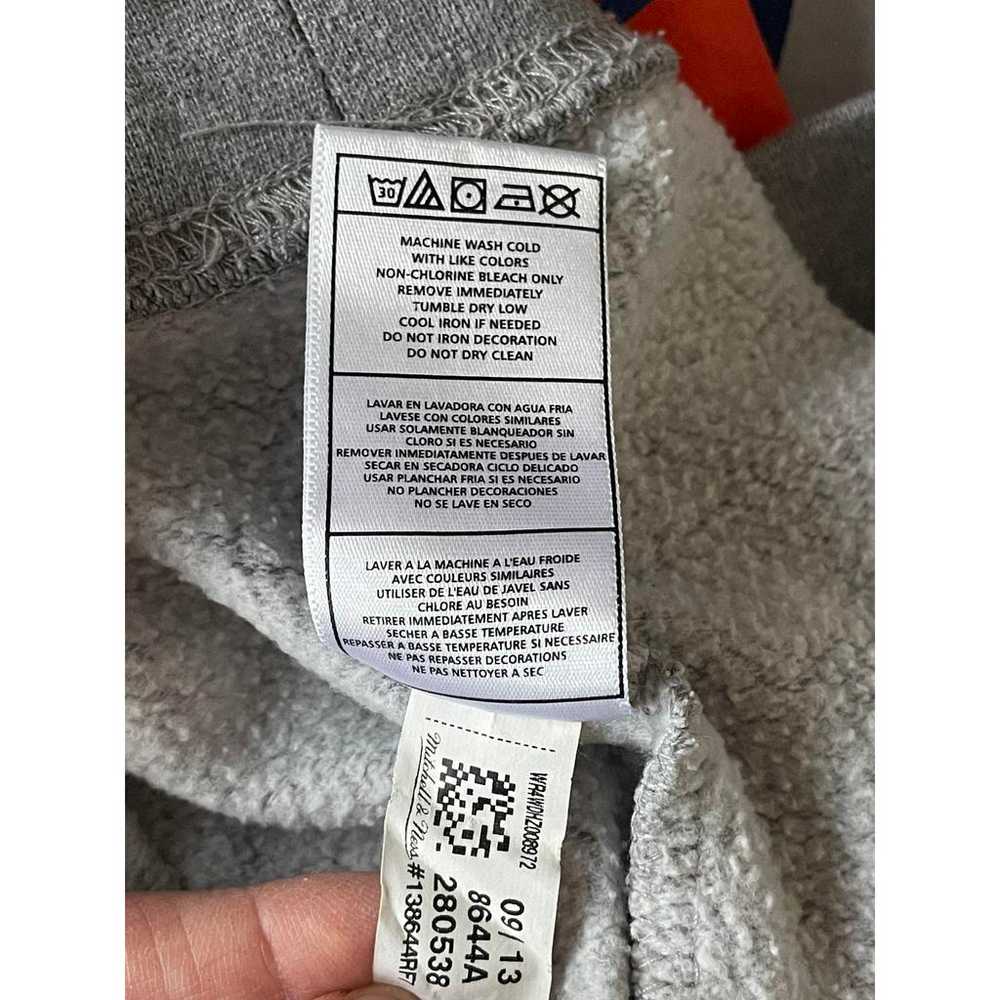 30
MACHINE WASH COLD
WITH LIKE COLORS
NON-CHLORINE BLEACH ONLY
REMOVE IMMEDIATELY
TUMBLE DRY LOW
COOL IRON IF NEEDED
DO NOT IRON DECORATION
DO NOT DRY CLEAN
LAVAR EN LAVADORA CON AGUA FRIA
LAVESE CON COLORES SIMILARES
USAR SOLAMENTE BLANQUEADOR SIN
CLORO SI ES NECESARIO
REMOVER INMEDIATAMENTE DESPUES DE LAVAR
SECAR EN SECADORA CICLO DELICADO
USAR PLANCHAR FRIA SI ES NECESARIO
NO PLANCHER DECORACIONES
NO SE LAVE EN SECO
LAVER A LA MACHINE A L'EAU FROIDE
AVEC COULEURS SIMILAIRES
UTILISER DE L'EAU DE JAVEL SANS
CHLORE AU BESOIN
RETIRER IMMEDIATEMENT APRES LAVER
SECHER A BASSE TEMPERATURE
REPASSER A BASSE TEMPERATURE SI NECESSAIRE
NE PAS REPASSER DECORATIONS
NE PAS NETTOYER A SEC
WR4WDHZ008972
09/13
8644A
280538
Mitchell & Ness #138644RF7